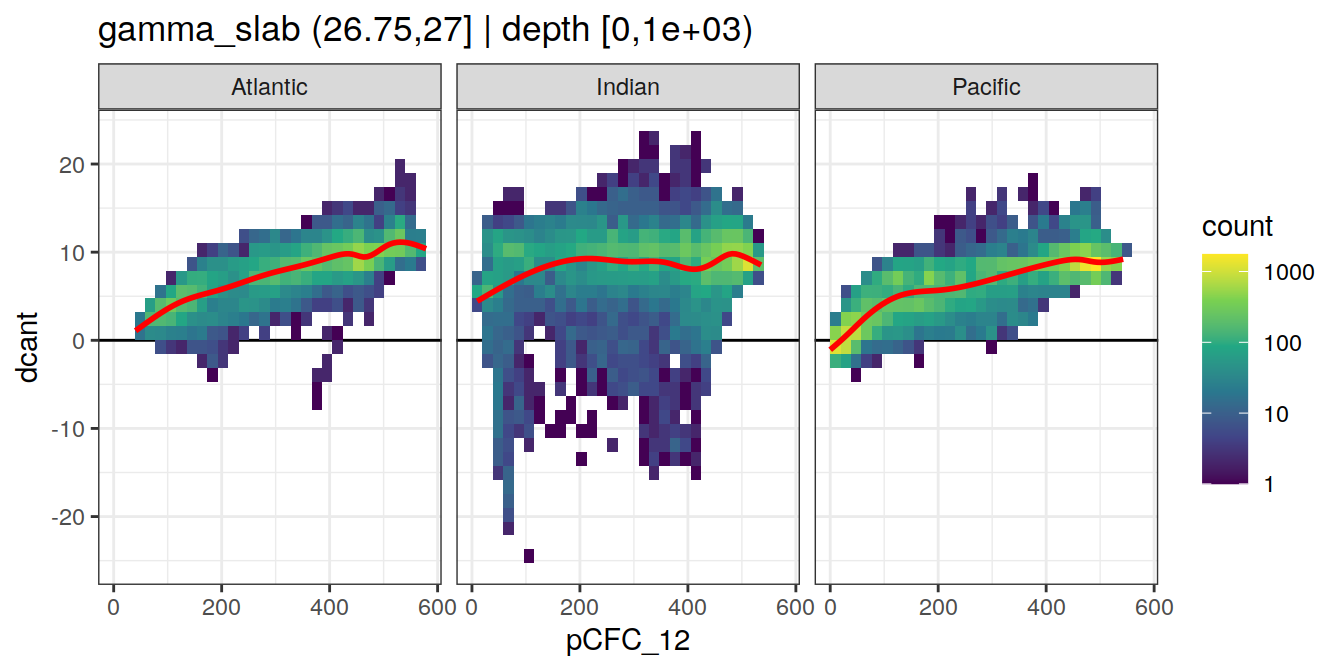 gamma_slab (26.75,27] | depth [0,1e+03)
Atlantic
Indian
Pacific
20
10
0
-10
-20
dcant
0 200 400 600
0 200 400 600
0 200 400 600
pCFC_12
count
1000
100
10
1